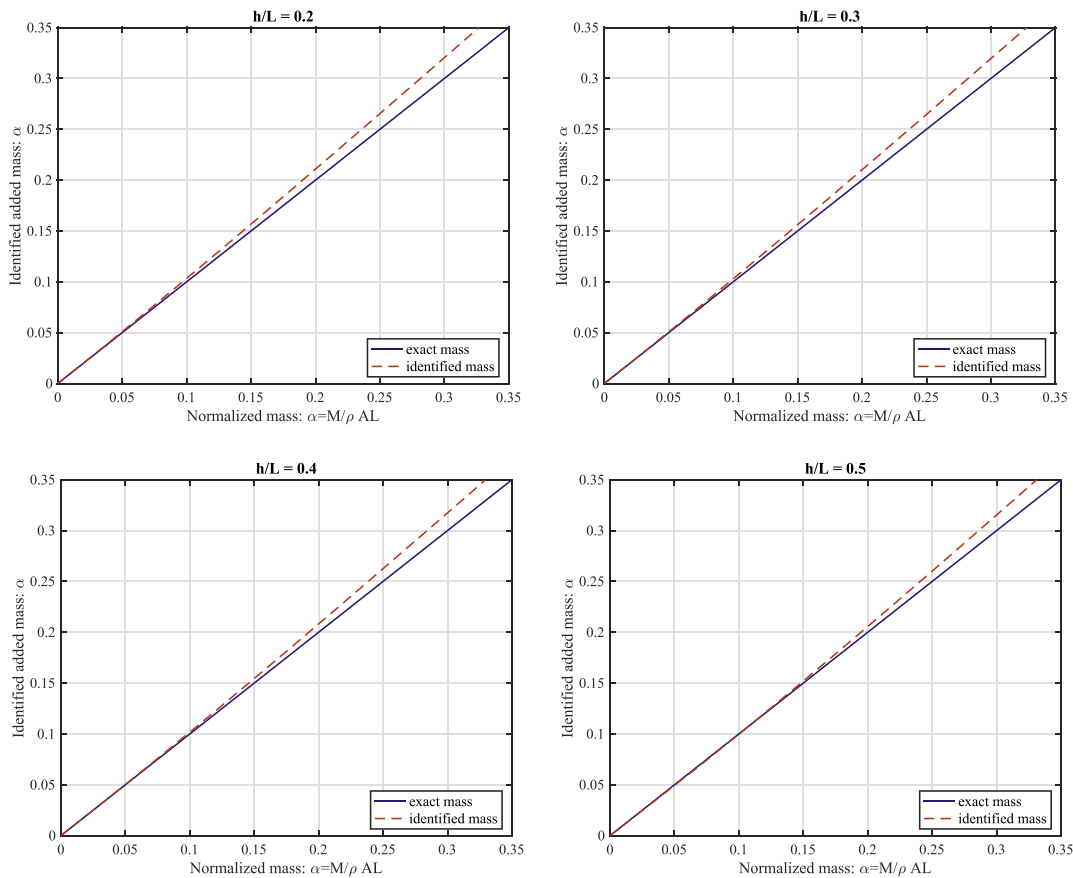 h/L = 0.2
0.35
0.3
0.25
0.2
0.15
0.1
0.05
0
Identified added mass: α
exact mass
identified mass
0 0.05 0.1 0.15 0.2 0.25 0.3 0.35
Normalized mass: α=M/ρ AL
h/L = 0.3
0.35
0.3
0.25
0.2
0.15
0.1
0.05
0
Identified added mass: α
exact mass
identified mass
0 0.05 0.1 0.15 0.2 0.25 0.3 0.35
Normalized mass: α=M/ρ AL
h/L = 0.4
0.35
0.3
0.25
0.2
0.15
0.1
0.05
0
Identified added mass: α
exact mass
identified mass
0 0.05 0.1 0.15 0.2 0.25 0.3 0.35
Normalized mass: α=M/ρ AL
h/L = 0.5
0.35
0.3
0.25
0.2
0.15
0.1
0.05
0
Identified added mass: α
exact mass
identified mass
0 0.05 0.1 0.15 0.2 0.25 0.3 0.35
Normalized mass: α=M/ρ AL